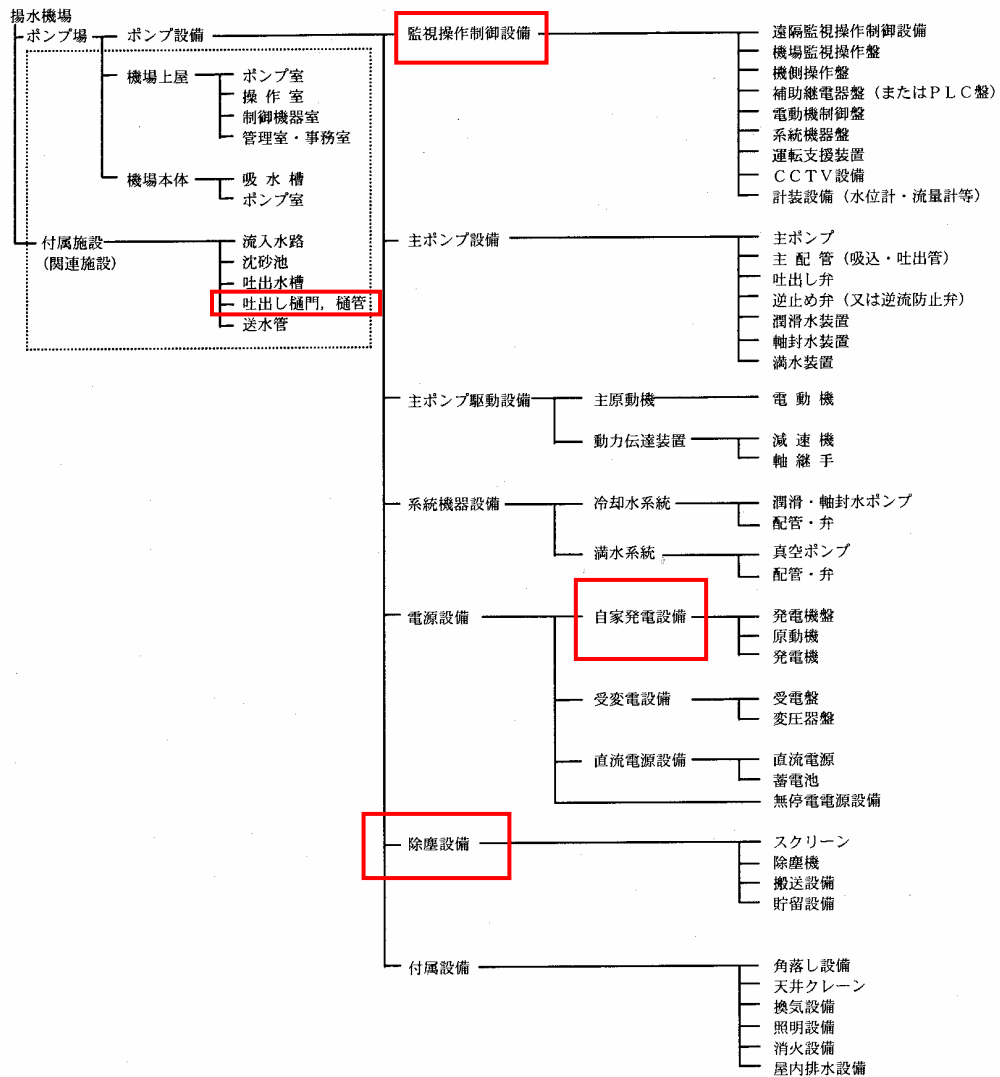 揚水機場
ポンプ場
ポンプ設備
機場上屋
ポンプ室
操 作 室
制御機器室
管理室・事務室
機場本体
吸 水 槽
ポンプ室
付属施設
(関連施設)
流入水路
沈砂池
吐出水槽
吐出し樋門，樋管
送水管
監視操作制御設備
遠隔監視操作制御設備
機場監視操作盤
機側操作盤
補助継電器盤（またはＰＬＣ盤）
電動機制御盤
系統機器盤
運転支援装置
ＣＣＴＶ設備
計装設備（水位計・流量計等）
主ポンプ設備
主ポンプ
主 配 管（吸込・吐出管）
吐出し弁
逆止め弁（又は逆流防止弁）
潤滑水装置
軸封水装置
満水装置
主ポンプ駆動設備
主原動機
電 動 機
動力伝達装置
減 速 機
軸 継 手
系統機器設備
冷却水系統
潤滑・軸封水ポンプ
配管・弁
満水系統
真空ポンプ
配管・弁
電源設備
自家発電設備
発電機盤
原動機
発電機
受変電設備
受電盤
変圧器盤
直流電源設備
直流電源
蓄電池
無停電電源設備
除塵設備
スクリーン
除塵機
搬送設備
貯留設備
付属設備
角落し設備
天井クレーン
換気設備
照明設備
消火設備
屋内排水設備